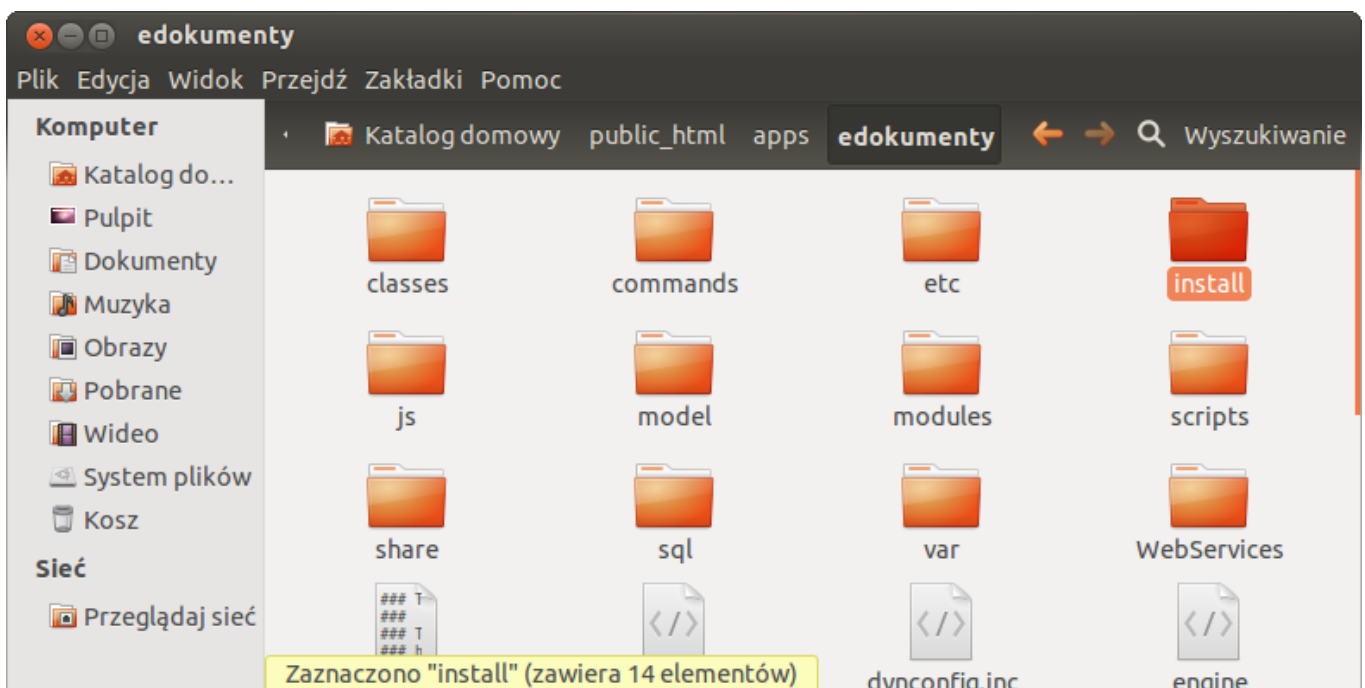 edokumenty
Plik Edycja Widok Przejdź Zakładki Pomoc
Komputer
Katalog do...
Pulpit
Dokumenty
Muzyka
Obrazy
Pobrane
Wideo
System plików
Kosz
Sieć
Przeglądaj sieć
Katalog domowy public_html apps edokumenty Wyszukiwanie
classes commands etc install
js model modules scripts
share sql var WebServices
### T
###
### T
### h
</> </> </>
dynconfig.inc engine
Zaznaczono "install" (zawiera 14 elementów)